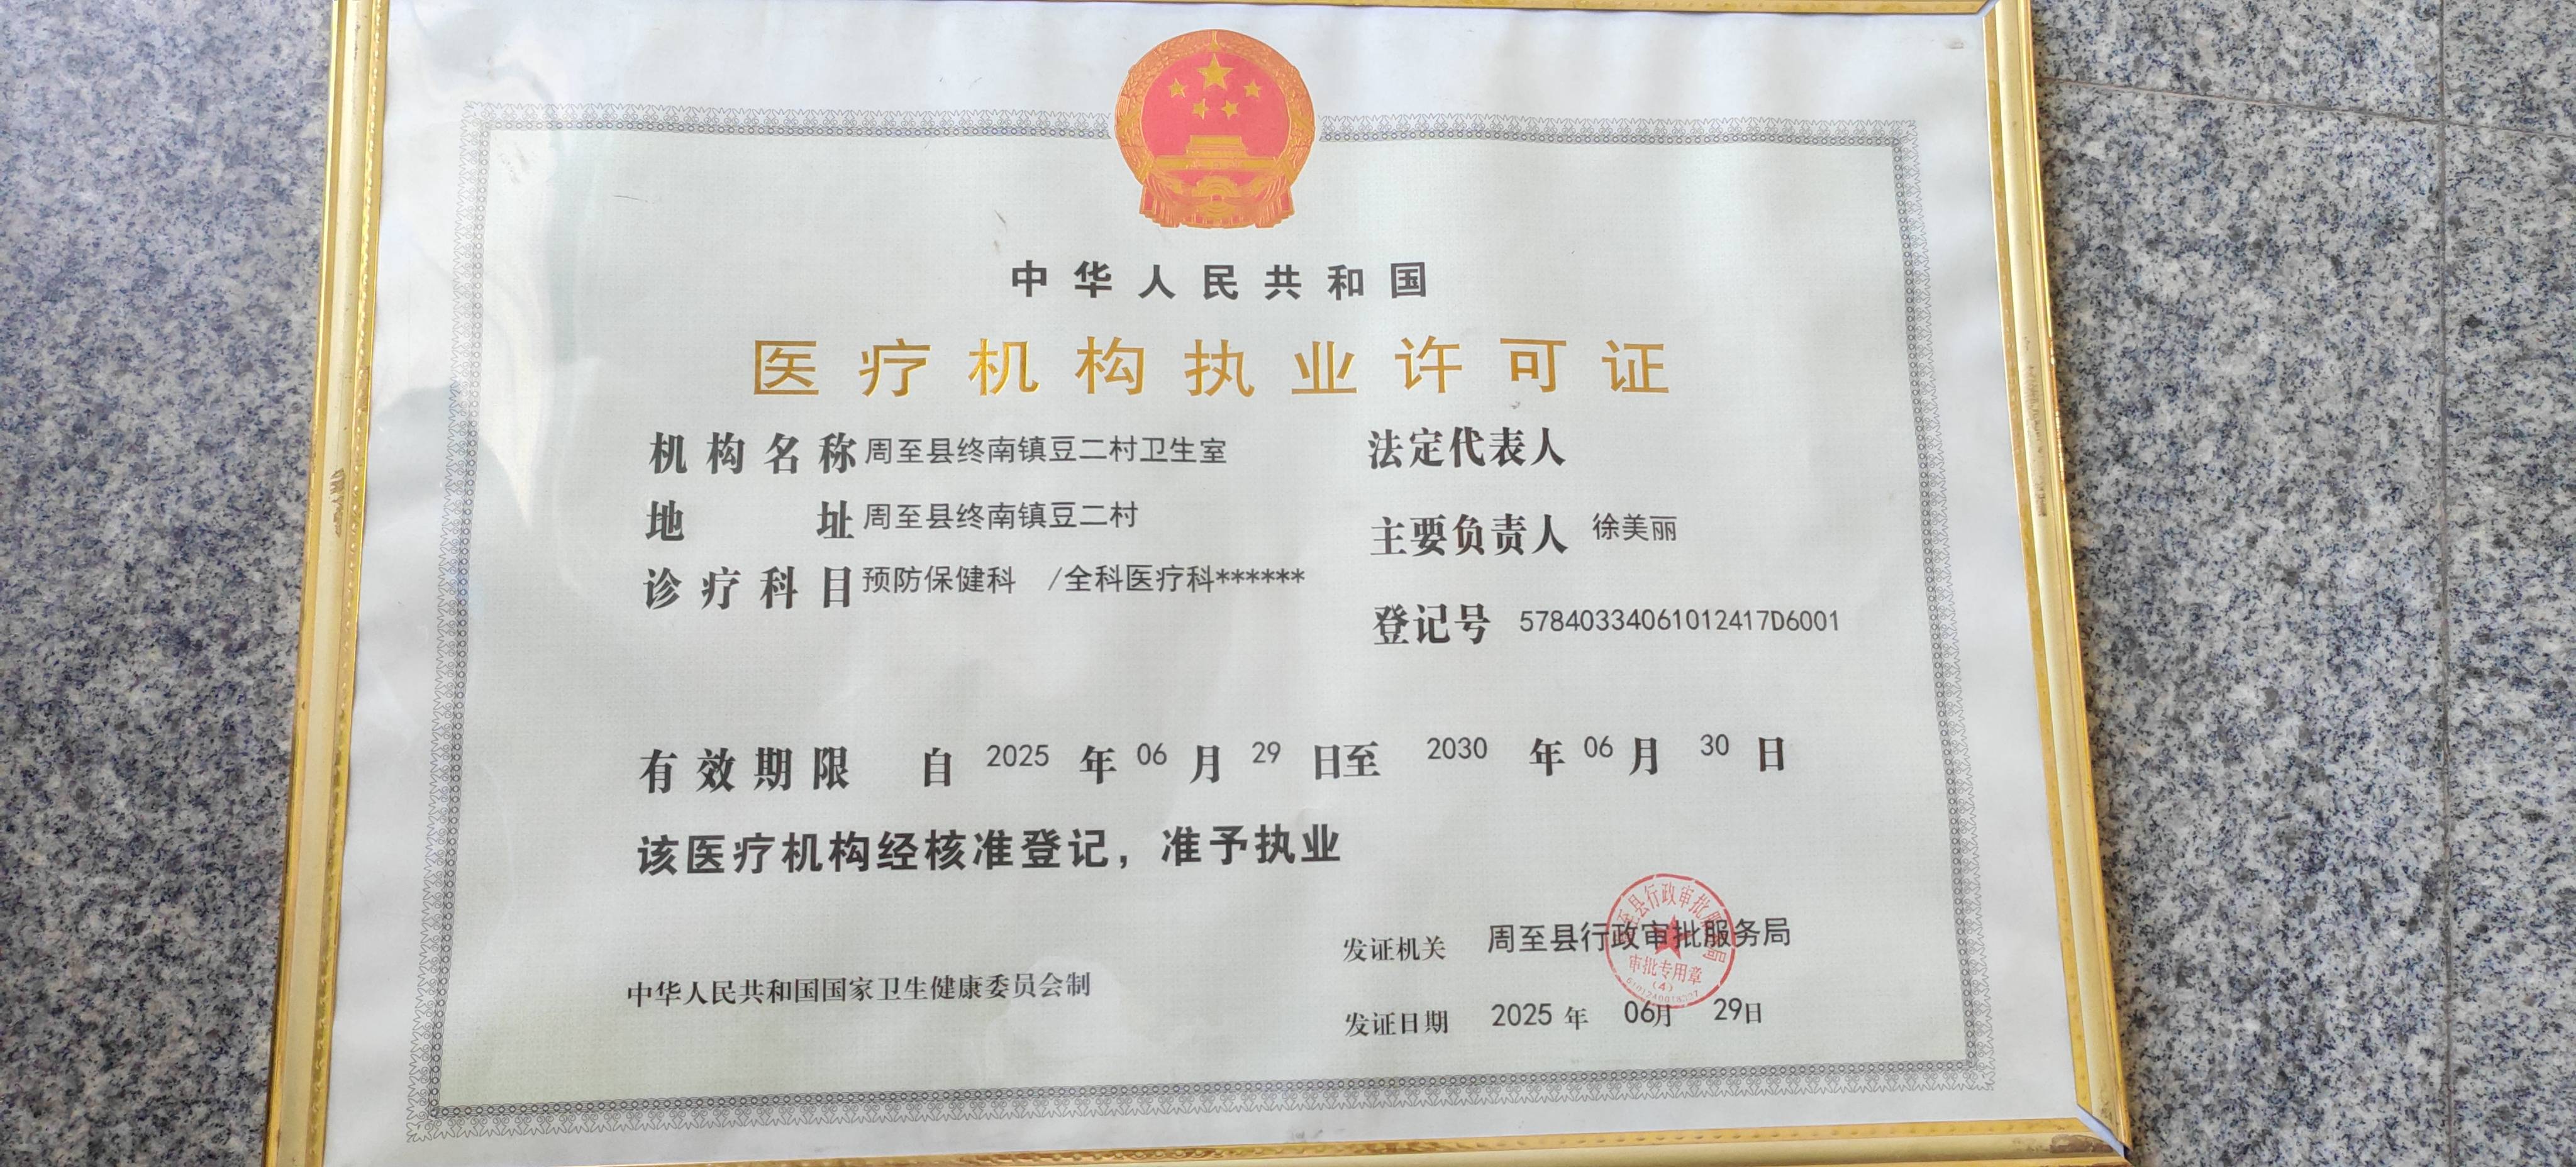 中华人民共和国
医疗机构执业许可证
机构名称 周至县终南镇豆二村卫生室
法定代表人
地址 周至县终南镇豆二村
主要负责人 徐美丽
诊疗科目 预防保健科 /全科医疗科******
登记号 57840334061012417D6001
有效期限 自 2025 年 06 月 29 日至 2030 年 06 月 30 日
该医疗机构经核准登记，准予执业
发证机关 周至县行政审批服务局
中华人民共和国国家卫生健康委员会制
发证日期 2025 年 06月 29日
审批专用章
(4)